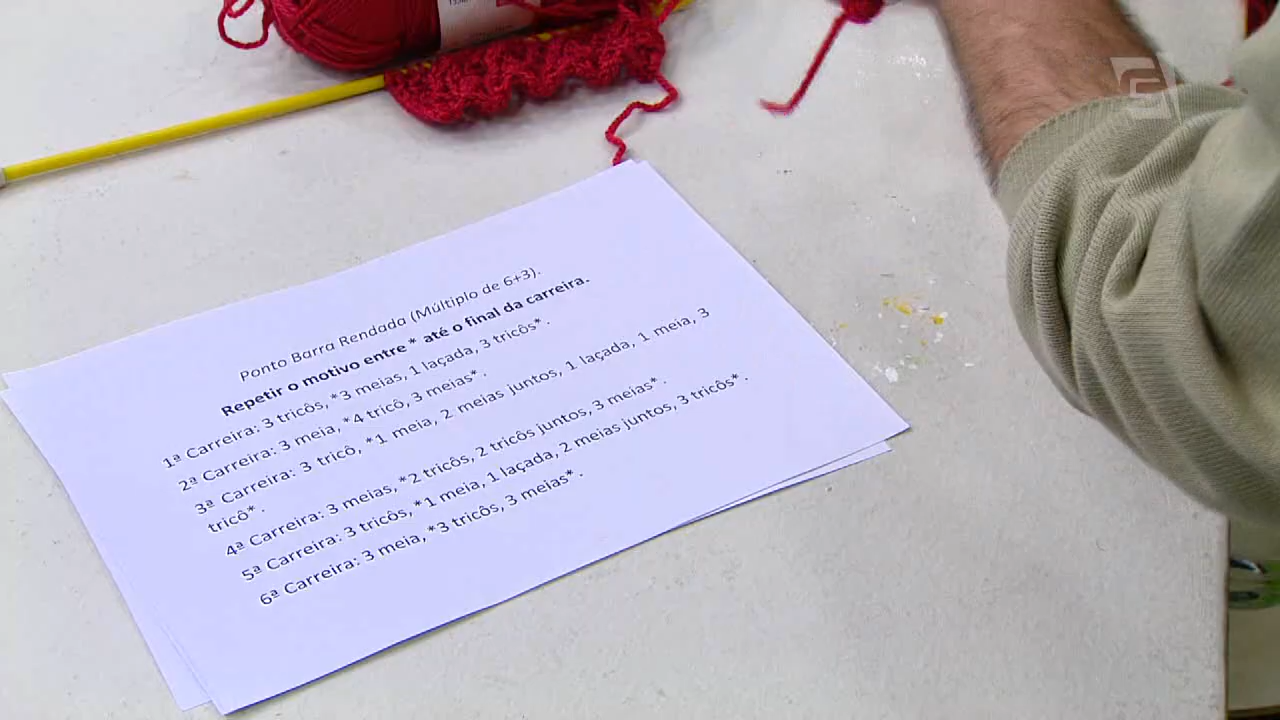 Ponto Barra Rendada (Múltiplo de 6+3).
Repetir o motivo entre * até o final da carreira.
1ª Carreira: 3 tricôs, *3 meias, 1 laçada, 3 tricôs* .
2ª Carreira: 3 meia, *4 tricô, 3 meias* .
3ª Carreira: 3 tricô, *1 meia, 2 meias juntos, 1 laçada, 1 meia, 3
tricô* .
4ª Carreira: 3 meias, *2 tricôs, 2 tricôs juntos, 3 meias* .
5ª Carreira: 3 tricôs, *1 meia, 1 laçada, 2 meias juntos, 3 tricôs* .
6ª Carreira: 3 meia, *3 tricôs, 3 meias* .